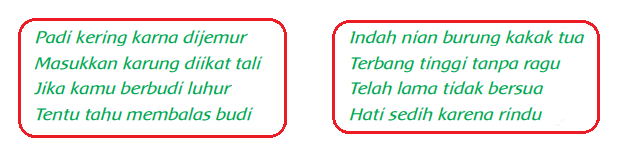 Padi kering karna dijemur
Masukkan karung diikat tali
Jika kamu berbudi luhur
Tentu tahu membalas budi
Indah nian burung kakak tua
Terbang tinggi tanpa ragu
Telah lama tidak bersua
Hati sedih karena rindu